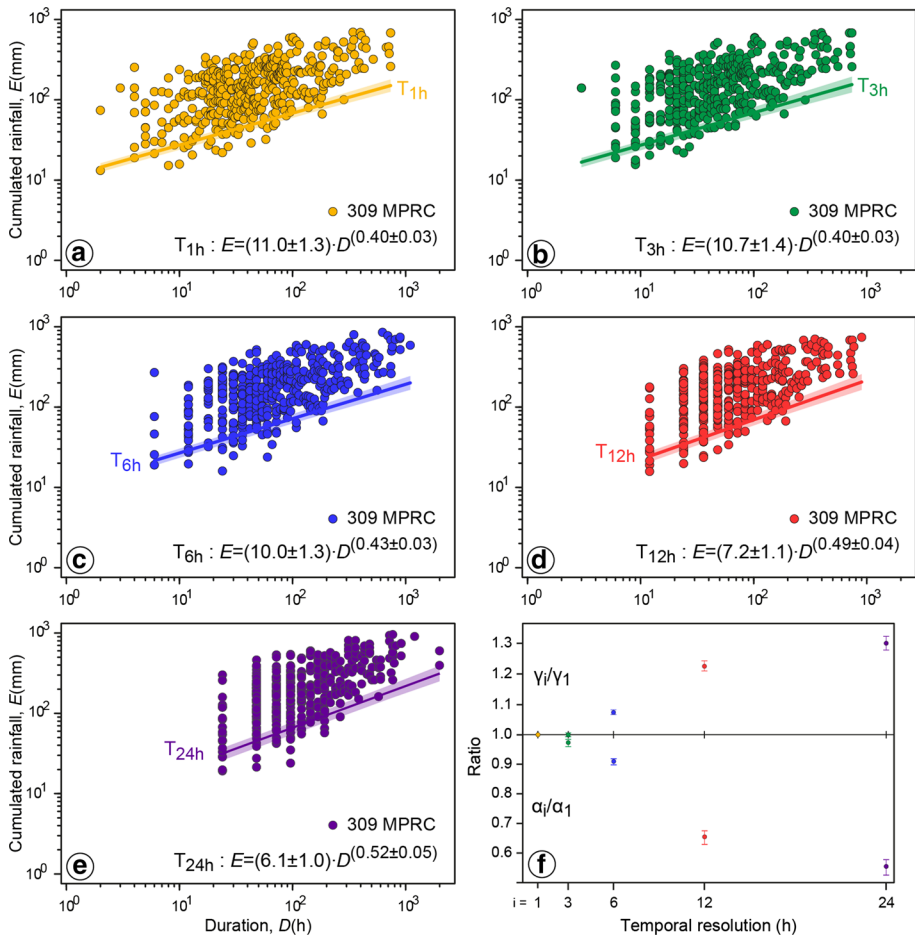 Cumulated rainfall, E(mm)
10³
10²
10¹
10⁰
T1h
309 MPRC
T1h : E=(11.0±1.3)·D(0.40±0.03)
a
10⁰ 10¹ 10² 10³
10³
10²
10¹
10⁰
T3h
309 MPRC
T3h : E=(10.7±1.4)·D(0.40±0.03)
b
10⁰ 10¹ 10² 10³
Cumulated rainfall, E(mm)
10³
10²
10¹
10⁰
T6h
309 MPRC
T6h : E=(10.0±1.3)·D(0.43±0.03)
c
10⁰ 10¹ 10² 10³
10³
10²
10¹
10⁰
T12h
309 MPRC
T12h : E=(7.2±1.1)·D(0.49±0.04)
d
10⁰ 10¹ 10² 10³
Cumulated rainfall, E(mm)
10³
10²
10¹
10⁰
T24h
309 MPRC
T24h : E=(6.1±1.0)·D(0.52±0.05)
e
10⁰ 10¹ 10² 10³
Duration, D(h)
Ratio
1.3
1.2
1.1
1.0
0.9
0.8
0.7
0.6
γi/γ1
αi/α1
f
i = 1 3 6 12 24
Temporal resolution (h)